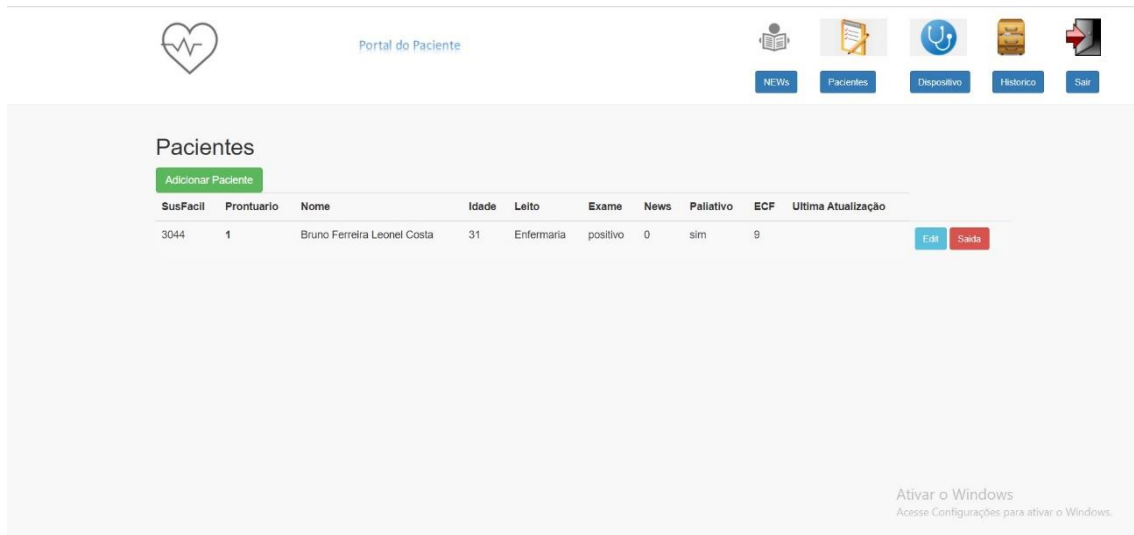 Portal do Paciente
NEWs Pacientes Dispositivo Historico Sair
Pacientes
Adicionar Paciente
SusFacil Prontuario Nome Idade Leito Exame News Paliativo ECF Ultima Atualização
3044 1 Bruno Ferreira Leonel Costa 31 Enfermaria positivo 0 sim 9 Edit Saida
Ativar o Windows
Acesse Configurações para ativar o Windows.